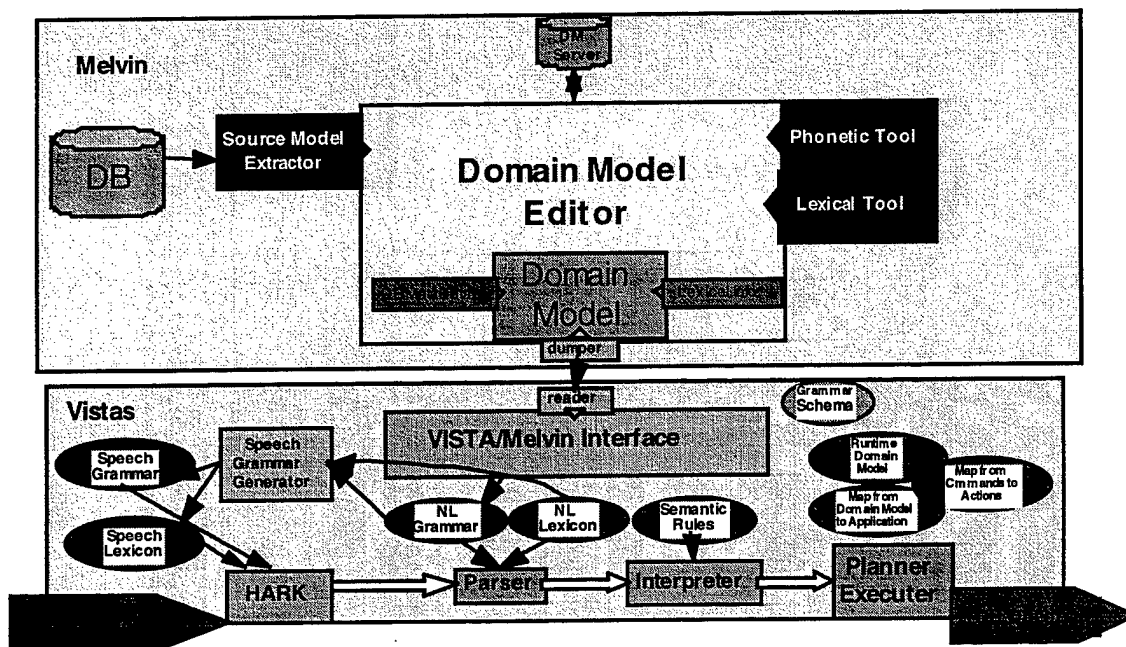 DM
Server
Melvin
Source Model
Extractor
DB
Domain Model
Editor
Phonetic Tool
Lexical Tool
Domain
Model
dumper
reader
Vistas
VISTA/Melvin Interface
Grammar
Schema
Speech
Grammar
Speech
Grammar
Generator
Runtime
Domain
Model
Map from
Cmmands to
Actions
NL
Grammar
NL
Lexicon
Semantic
Rules
Map from
Domain Model
to Application
Speech
Lexicon
HARK
Parser
Interpreter
Planner
Executer